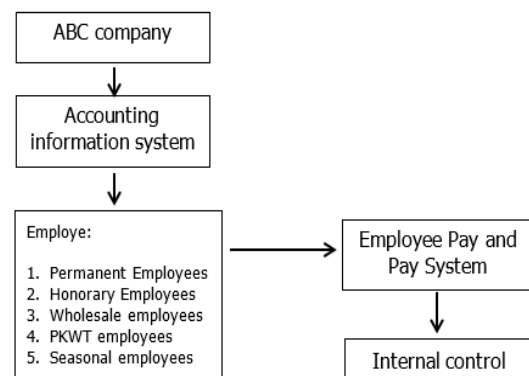 ABC company
Accounting
information system
Employe:
1. Permanent Employees
2. Honorary Employees
3. Wholesale employees
4. PKWT employees
5. Seasonal employees
Employee Pay and
Pay System
Internal control